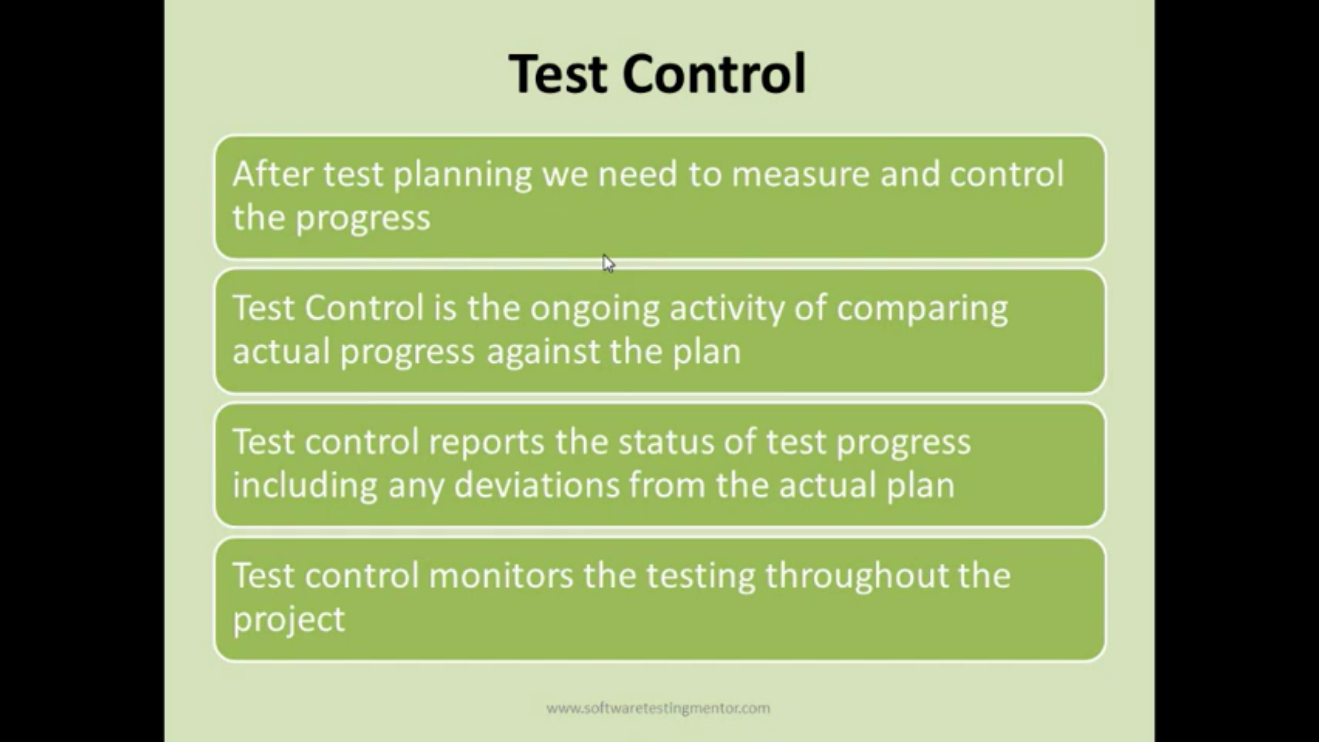 Test Control
After test planning we need to measure and control
the progress
Test Control is the ongoing activity of comparing
actual progress against the plan
Test control reports the status of test progress
including any deviations from the actual plan
Test control monitors the testing throughout the
project
www.softwaretestingmentor.com